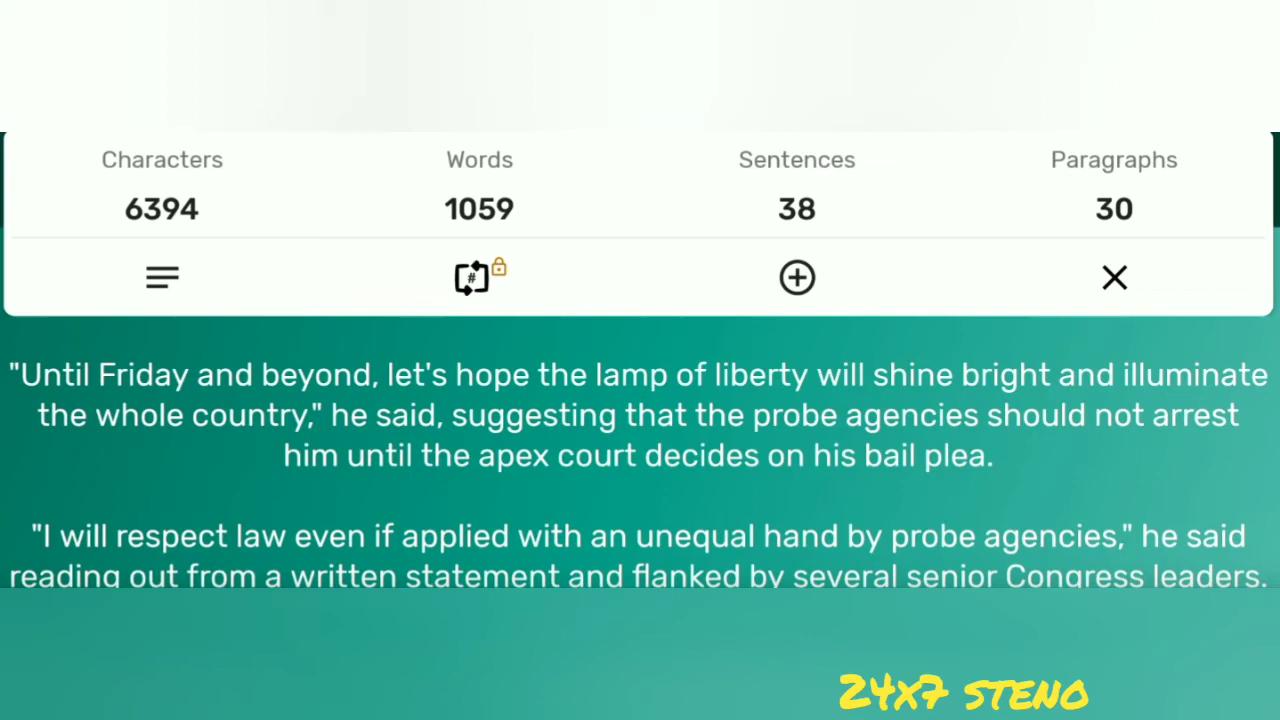 Characters Words Sentences Paragraphs
6394 1059 38 30
#
"Until Friday and beyond, let's hope the lamp of liberty will shine bright and illuminate
the whole country," he said, suggesting that the probe agencies should not arrest
him until the apex court decides on his bail plea.
"I will respect law even if applied with an unequal hand by probe agencies," he said
reading out from a written statement and flanked by several senior Congress leaders.
24x7 STENO